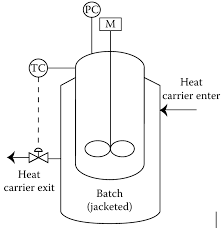 PC
M
TC
Heat
carrier enter
Heat
carrier exit
Batch
(jacketed)